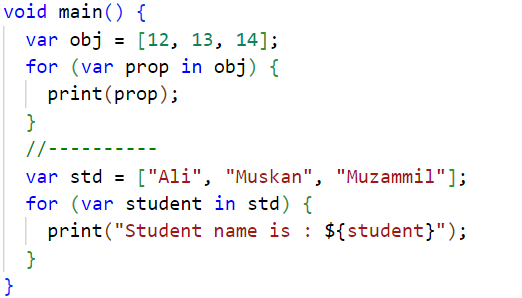 void main() {
  var obj = [12, 13, 14];
  for (var prop in obj) {
    print(prop);
  }
  //----------
  var std = ["Ali", "Muskan", "Muzammil"];
  for (var student in std) {
    print("Student name is : ${student}");
  }
}